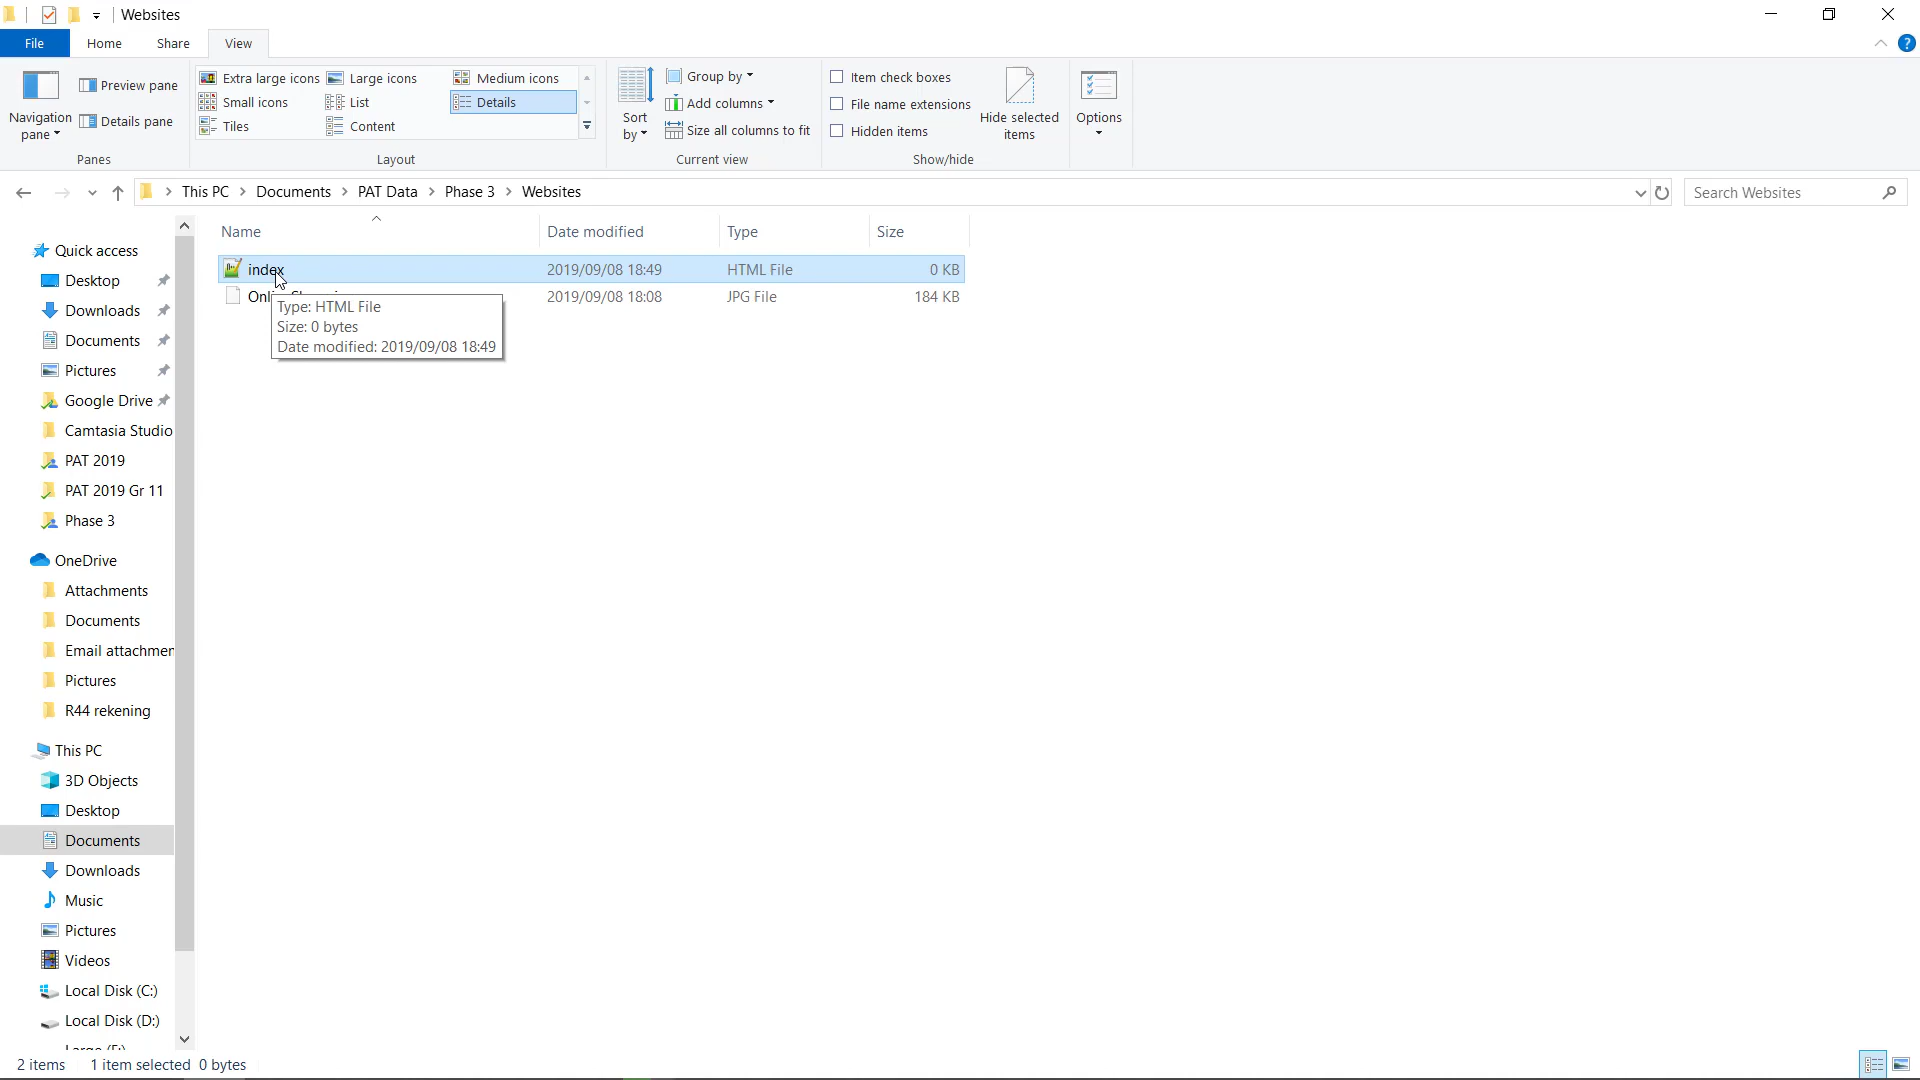 Websites
File Home Share View
Navigation pane
Preview pane
Details pane
Panes
Extra large icons Large icons Medium icons
Small icons List Details
Tiles Content
Layout
Sort by
Group by
Add columns
Size all columns to fit
Current view
Item check boxes
File name extensions
Hidden items
Hide selected items
Show/hide
Options
This PC > Documents > PAT Data > Phase 3 > Websites
Search Websites
Quick access
Desktop
Downloads
Documents
Pictures
Google Drive
Camtasia Studio
PAT 2019
PAT 2019 Gr 11
Phase 3
OneDrive
Attachments
Documents
Email attachmen
Pictures
R44 rekening
This PC
3D Objects
Desktop
Documents
Downloads
Music
Pictures
Videos
Local Disk (C:)
Local Disk (D:)
Name Date modified Type Size
index 2019/09/08 18:49 HTML File 0 KB
2019/09/08 18:08 JPG File 184 KB
Type: HTML File
Size: 0 bytes
Date modified: 2019/09/08 18:49
2 items 1 item selected 0 bytes